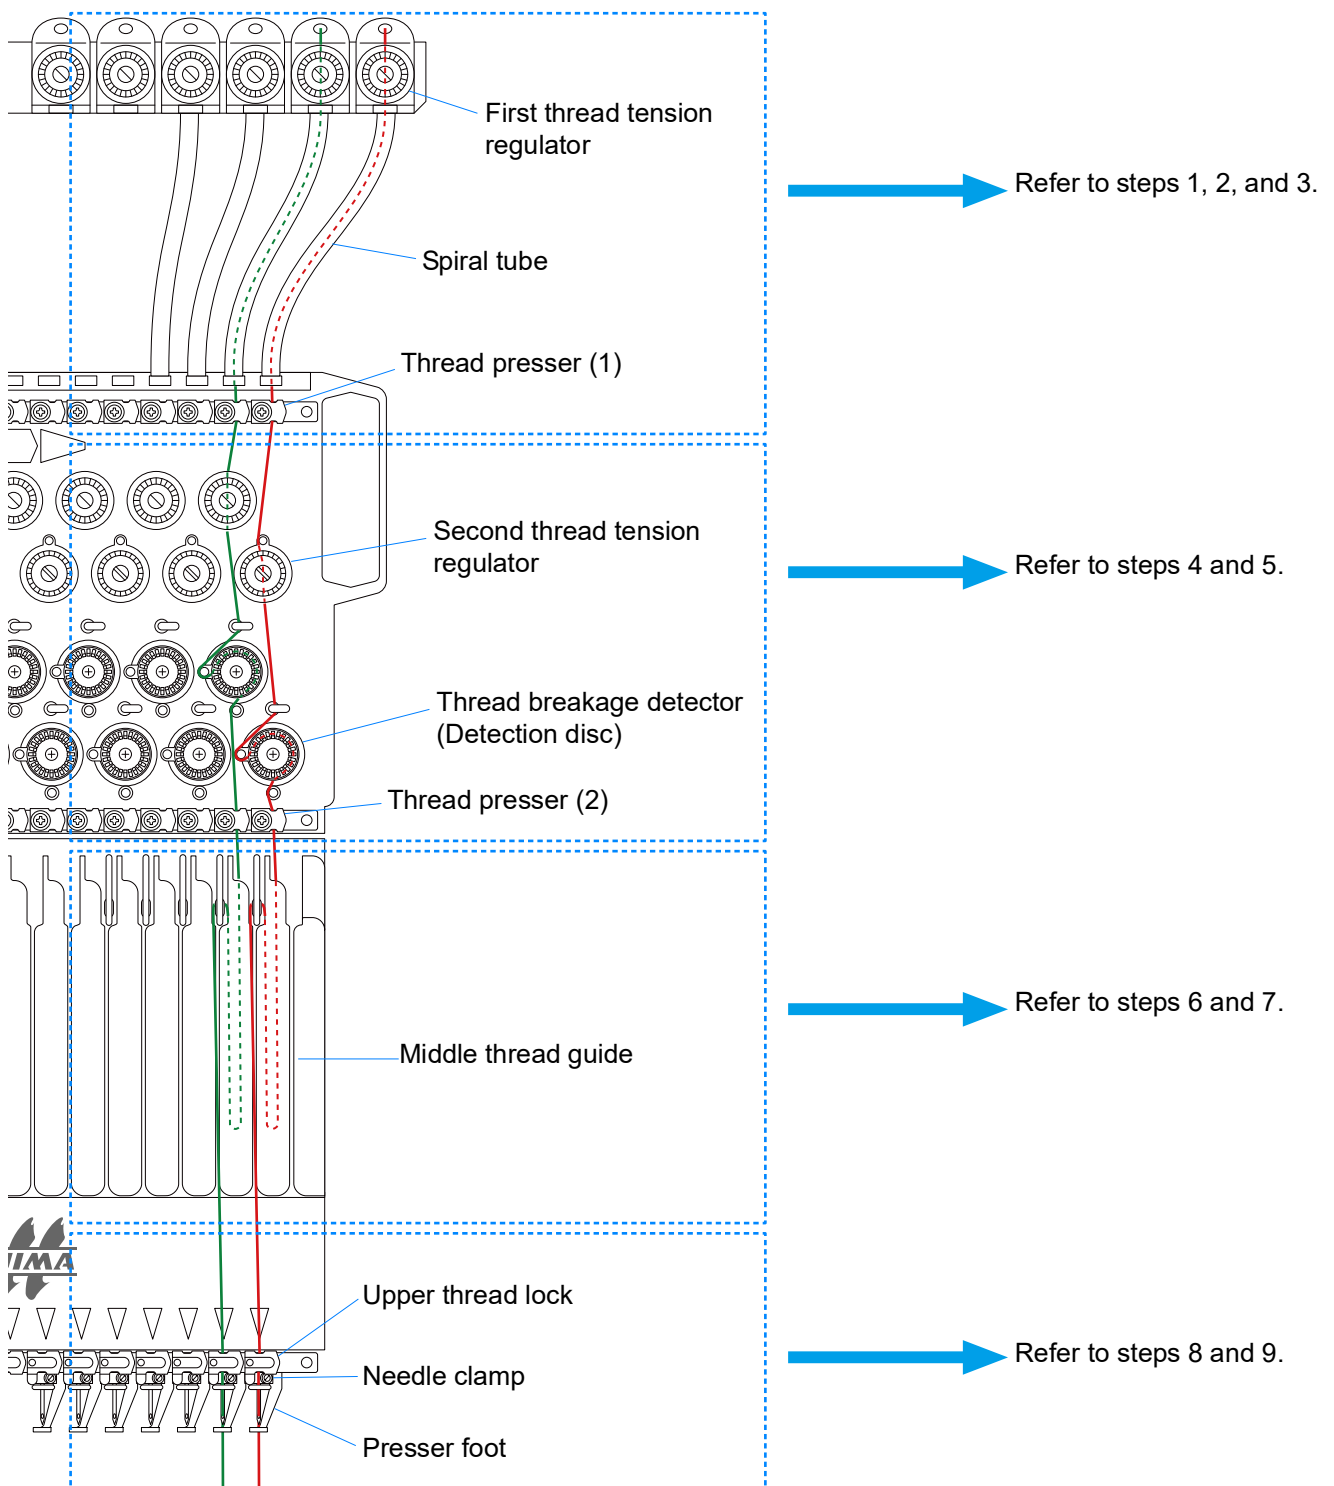 First thread tension
regulator
Refer to steps 1, 2, and 3.
Spiral tube
Thread presser (1)
Second thread tension
regulator
Refer to steps 4 and 5.
Thread breakage detector
(Detection disc)
Thread presser (2)
Refer to steps 6 and 7.
Middle thread guide
IMA
Upper thread lock
Refer to steps 8 and 9.
Needle clamp
Presser foot